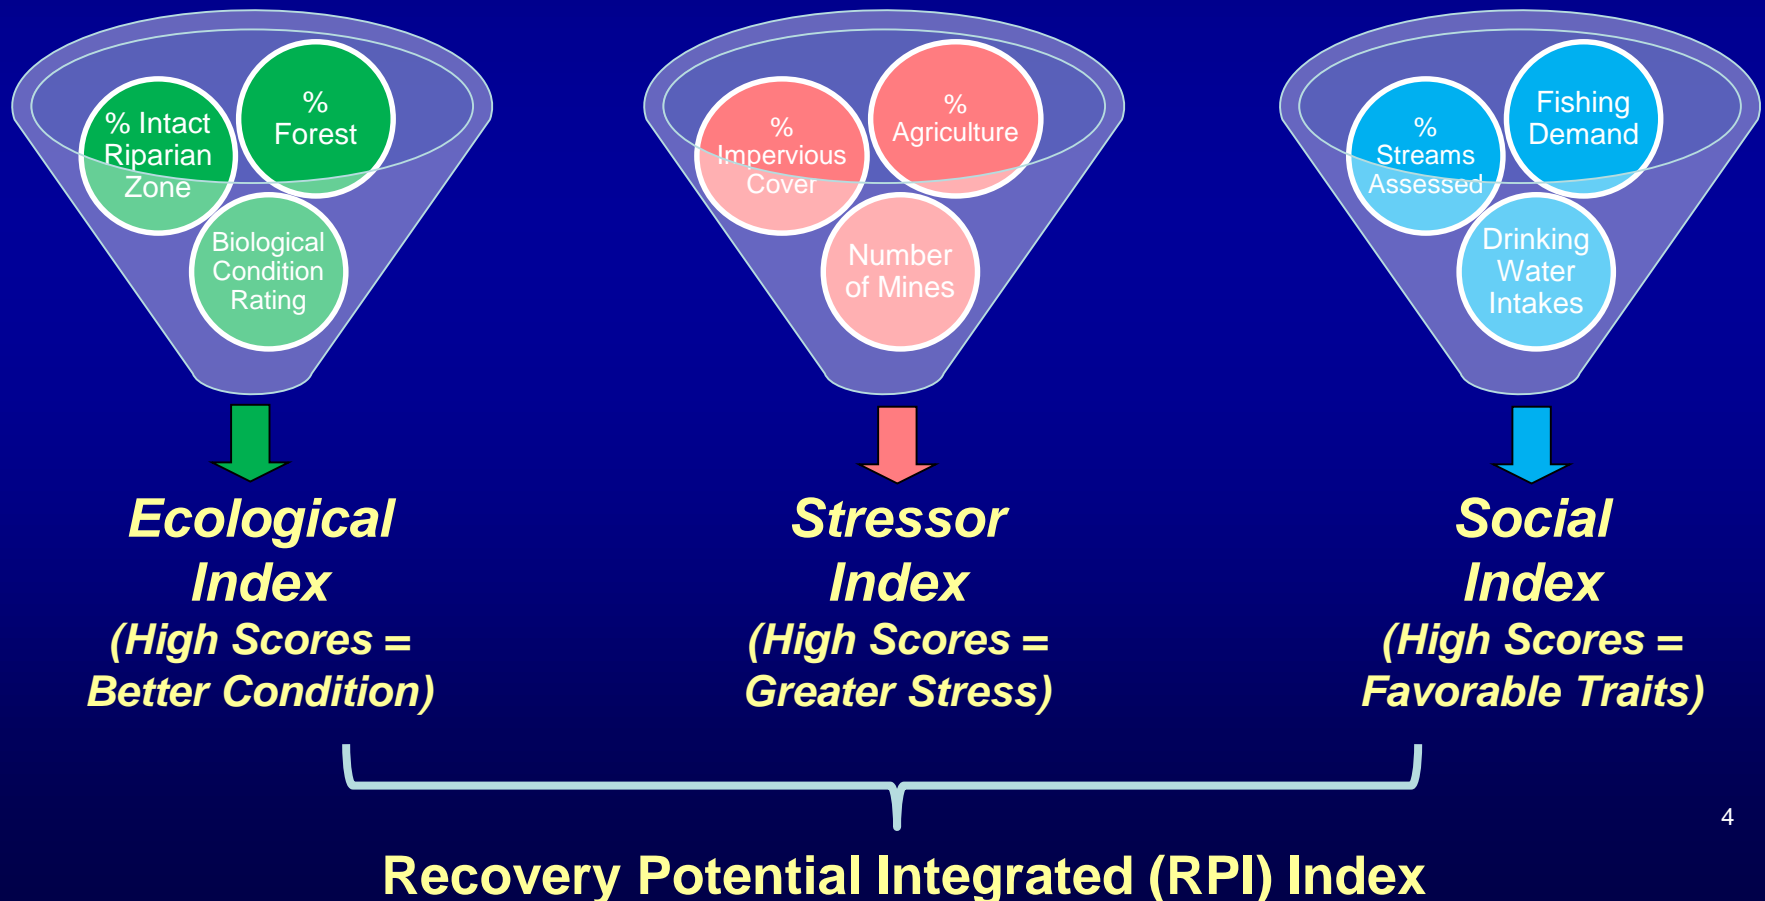 % Intact
Riparian
Zone
%
Forest
Biological
Condition
Rating
%
Impervious
Cover
%
Agriculture
Number
of Mines
%
Streams
Assessed
Fishing
Demand
Drinking
Water
Intakes
Ecological
Index
(High Scores =
Better Condition)
Stressor
Index
(High Scores =
Greater Stress)
Social
Index
(High Scores =
Favorable Traits)
4
Recovery Potential Integrated (RPI) Index